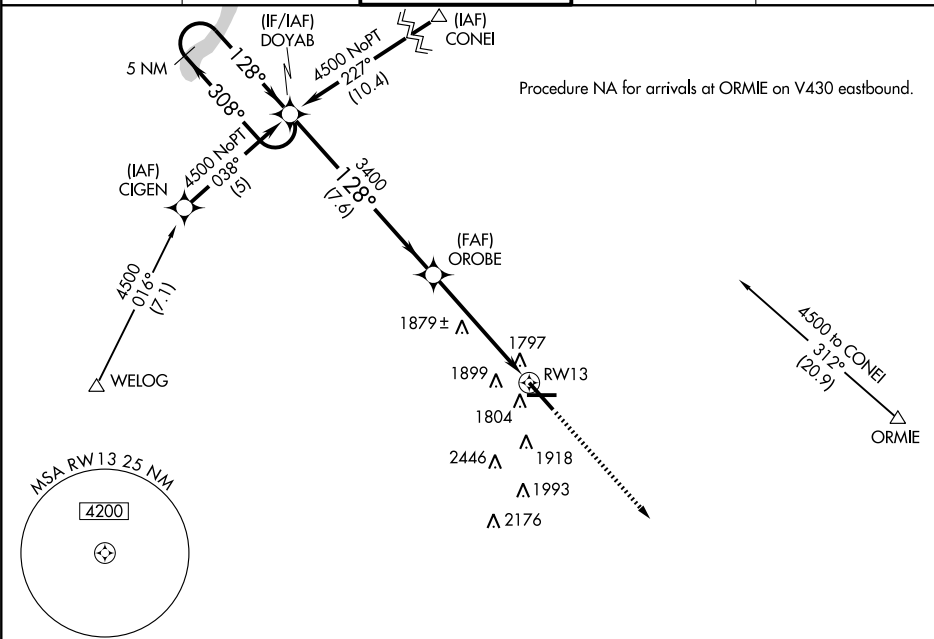 (IF/IAF)
DOYAB
(IAF)
CONEI
5 NM
128°
308°
4500 NoPT
227°
(10.4)
Procedure NA for arrivals at ORMIE on V430 eastbound.
(IAF)
CIGEN
4500 NoPT
038°
(5)
3400
128°
(7.6)
(FAF)
OROBE
4500
016°
(7.1)
WELOG
1879 ±
1797
1899
RW13
1804
1918
2446
1993
2176
4500 to CONEI
312°
(20.9)
ORMIE
MSA RW13 25 NM
4200